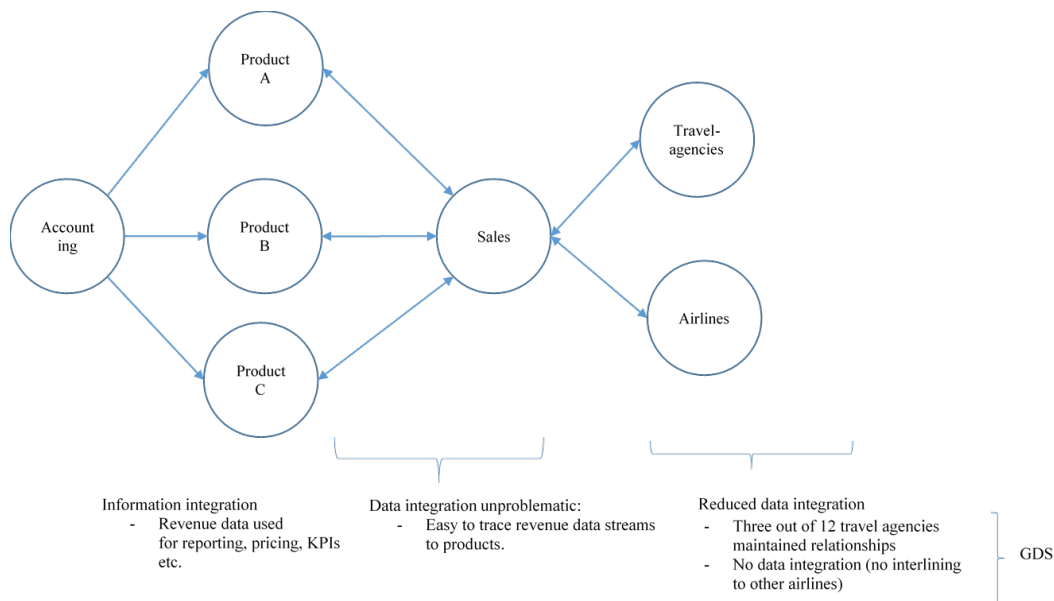 Product
A
Travel-
agencies
Account
ing
Product
B
Sales
Airlines
Product
C
Information integration
- Revenue data used
for reporting, pricing, KPIs
etc.
Data integration unproblematic:
- Easy to trace revenue data streams
to products.
Reduced data integration
- Three out of 12 travel agencies
maintained relationships
- No data integration (no interlining
to other airlines)
GDS